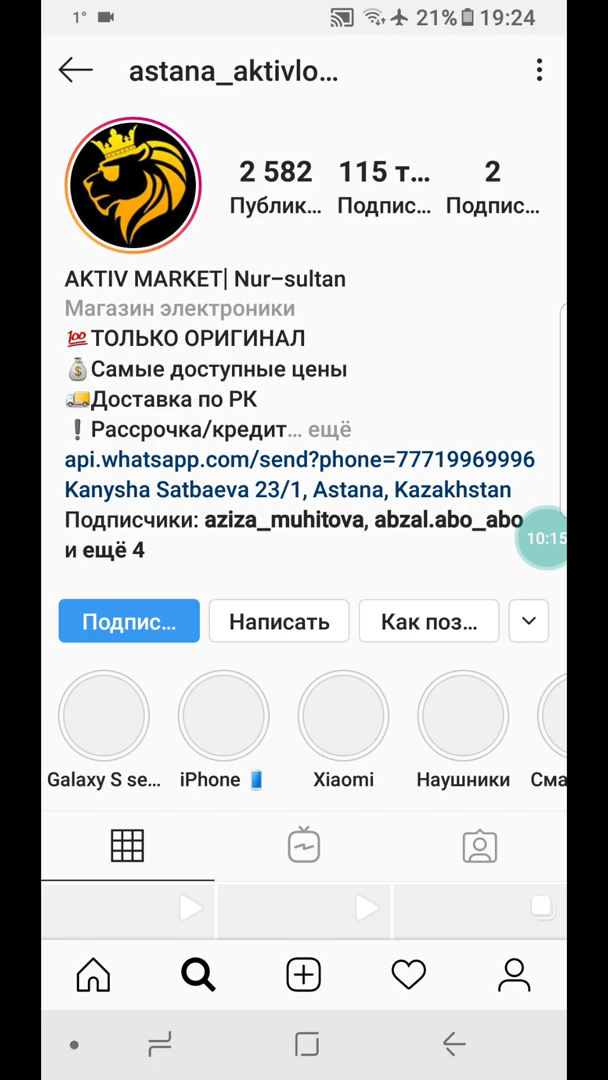 1° 21% 19:24
astana_aktivlo...
2 582 115 т... 2
Публик... Подпис... Подпис...
AKTIV MARKET| Nur-sultan
Магазин электроники
💯ТОЛЬКО ОРИГИНАЛ
💰Самые доступные цены
🚚Доставка по РК
❗Рассрочка/кредит... ещё
api.whatsapp.com/send?phone=77719969996
Kanysha Satbaeva 23/1, Astana, Kazakhstan
Подписчики: aziza_muhitova, abzal.abo_abo
и ещё 4
10:15
Подпис... Написать Как поз...
Galaxy S se... iPhone 📱 Xiaomi Наушники Сма